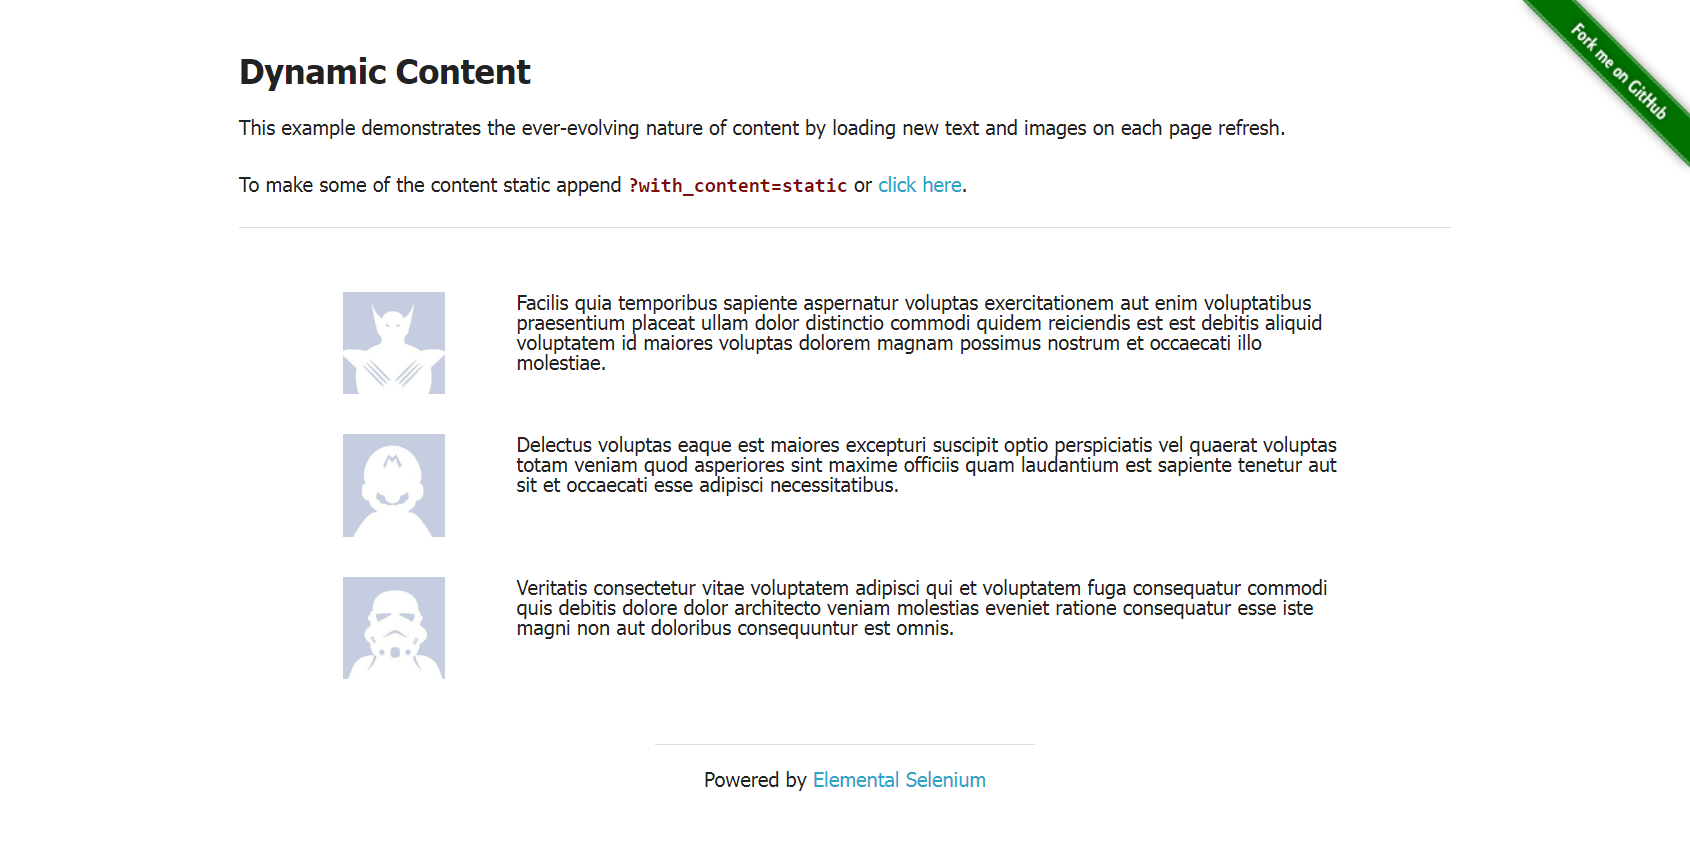 Fork me on GitHub
Dynamic Content
This example demonstrates the ever-evolving nature of content by loading new text and images on each page refresh.
To make some of the content static append ?with_content=static or click here.
Facilis quia temporibus sapiente aspernatur voluptas exercitationem aut enim voluptatibus
praesentium placeat ullam dolor distinctio commodi quidem reiciendis est est debitis aliquid
voluptatem id maiores voluptas dolorem magnam possimus nostrum et occaecati illo
molestiae.
Delectus voluptas eaque est maiores excepturi suscipit optio perspiciatis vel quaerat voluptas
totam veniam quod asperiores sint maxime officiis quam laudantium est sapiente tenetur aut
sit et occaecati esse adipisci necessitatibus.
Veritatis consectetur vitae voluptatem adipisci qui et voluptatem fuga consequatur commodi
quis debitis dolore dolor architecto veniam molestias eveniet ratione consequatur esse iste
magni non aut doloribus consequuntur est omnis.
Powered by Elemental Selenium